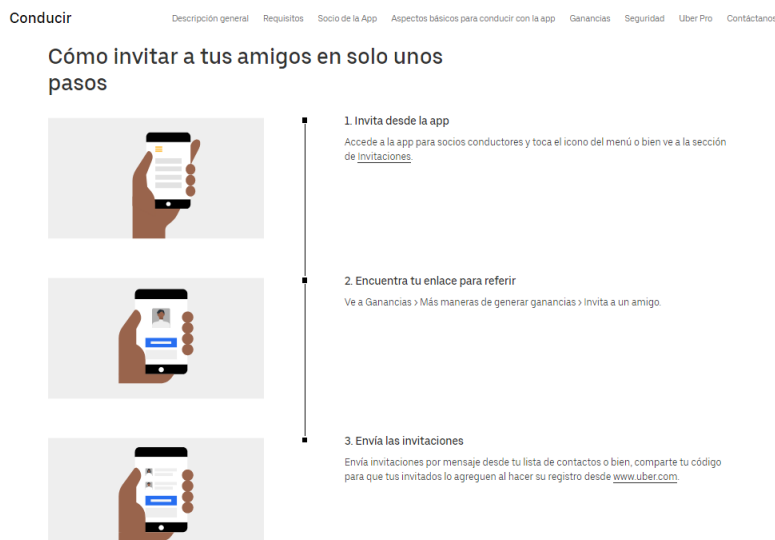 Conducir
Descripción general
Requisitos
Socio de la App
Aspectos básicos para conducir con la app
Ganancias
Seguridad
Uber Pro
Contáctanos
Cómo invitar a tus amigos en solo unos
pasos
1. Invita desde la app
Accede a la app para socios conductores y toca el icono del menú o bien ve a la sección
de Invitaciones.
2. Encuentra tu enlace para referir
Ve a Ganancias > Más maneras de generar ganancias > Invita a un amigo.
3. Envía las invitaciones
Envía invitaciones por mensaje desde tu lista de contactos o bien, comparte tu código
para que tus invitados lo agreguen al hacer su registro desde www.uber.com.